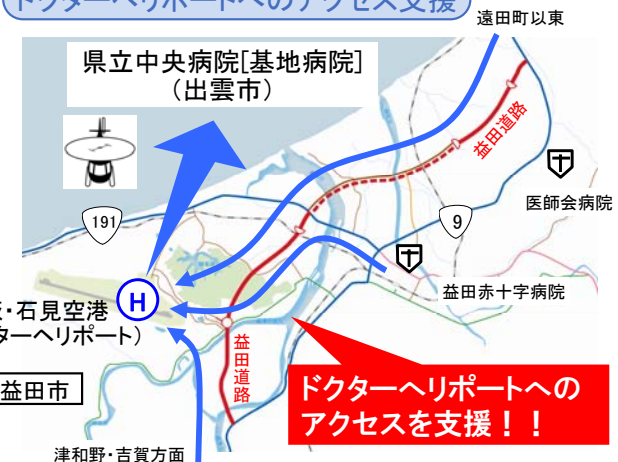 ドクターヘリポートへのアクセス支援
遠田町以東
県立中央病院[基地病院]
(出雲市)
益田道路
医師会病院
191
9
益田赤十字病院
H
・石見空港
ターヘリポート)
益田道路
益田市
ドクターヘリポートへの
アクセスを支援！！
津和野・吉賀方面